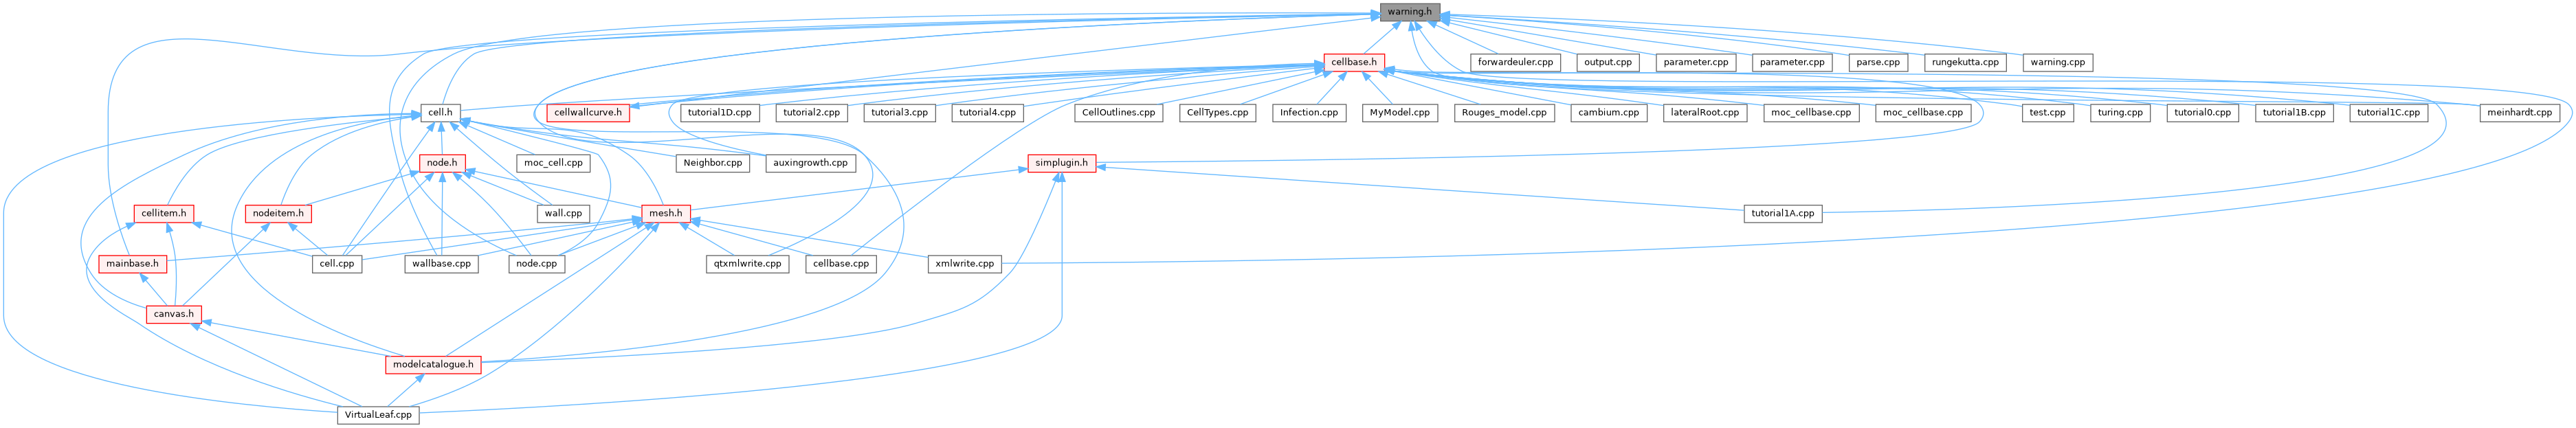 warning.h
cellbase.h
forwardeuler.cpp
output.cpp
parameter.cpp
parameter.cpp
parse.cpp
rungekutta.cpp
warning.cpp
cell.h
cellwallcurve.h
tutorial1D.cpp
tutorial2.cpp
tutorial3.cpp
tutorial4.cpp
CellOutlines.cpp
CellTypes.cpp
Infection.cpp
MyModel.cpp
Rouges_model.cpp
cambium.cpp
lateralRoot.cpp
moc_cellbase.cpp
moc_cellbase.cpp
test.cpp
turing.cpp
tutorial0.cpp
tutorial1B.cpp
tutorial1C.cpp
meinhardt.cpp
node.h
moc_cell.cpp
Neighbor.cpp
auxingrowth.cpp
simplugin.h
cellitem.h
nodeitem.h
wall.cpp
mesh.h
tutorial1A.cpp
mainbase.h
cell.cpp
wallbase.cpp
node.cpp
qtxmlwrite.cpp
cellbase.cpp
xmlwrite.cpp
canvas.h
modelcatalogue.h
VirtualLeaf.cpp